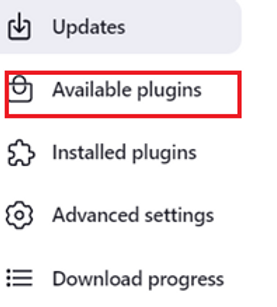 Updates
Available plugins
Installed plugins
Advanced settings
Download progress